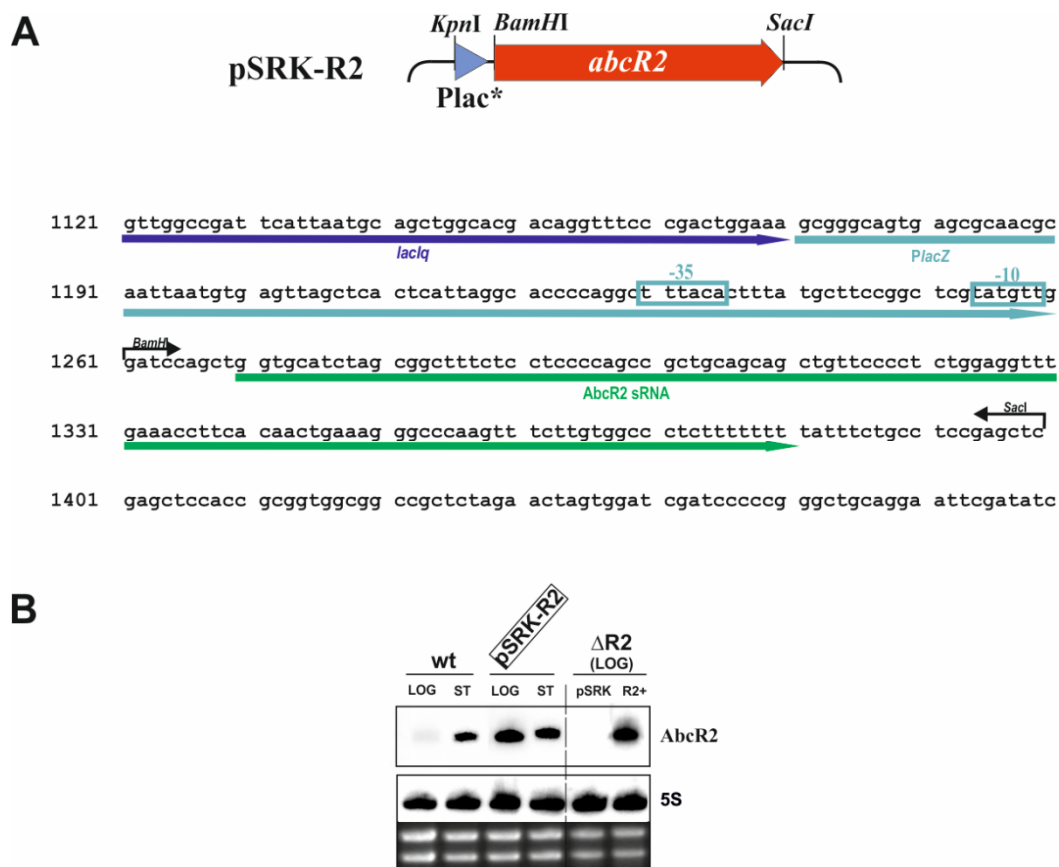 A
KpnI BamHI SacI
pSRK-R2
abcR2
Plac*
1121 gttggccgat tcattaatgc agctggcacg acaggtttcc cgactggaaa gcgggcagtg agcgcaacgc
lacIq PlacZ
-35 -10
1191 aattaatgtg agttagctca ctcattaggc accccaggct ttacacttta tgcttccggc tcgtatgttg
BamHI
1261 gatccagctg gtgcatctag cggctttctc ctccccagcc gctgcagcag ctgttcccct ctggaggttt
AbcR2 sRNA
SacI
1331 gaaaccttca caactgaaag ggcccaagtt tcttgtggcc ctcttttttt tatttctgcc tccgagctc
1401 gagctccacc gcggtggcgg ccgctctaga actagtggat cgatcccccg ggctgcagga attcgatatc
B
wt pSRK-R2 ΔR2
(LOG)
LOG ST LOG ST pSRK R2+
AbcR2
5S